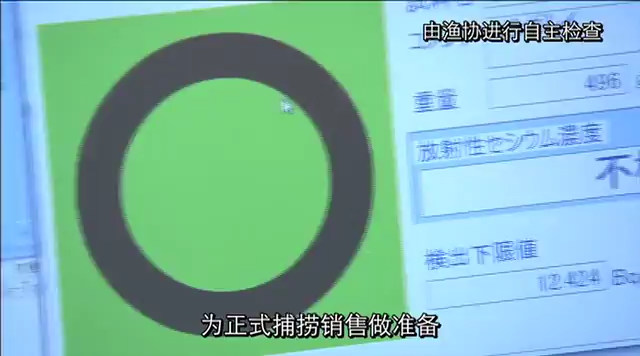 由渔协进行自主检查
重量
496
放射性セシウム濃度
不
検出下限値
12.424 Bq
为正式捕捞销售做准备